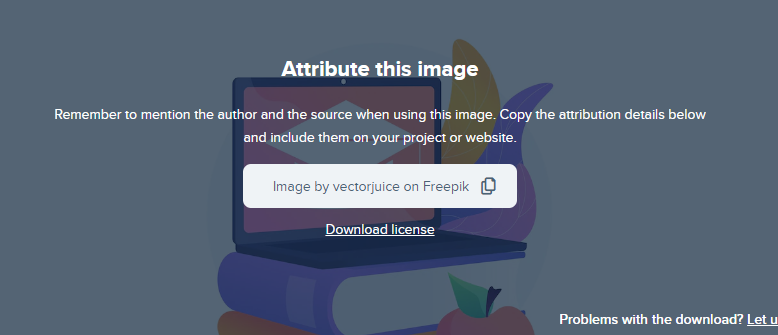 Attribute this image
Remember to mention the author and the source when using this image. Copy the attribution details below
and include them on your project or website.
Image by vectorjuice on Freepik
Download license
Problems with the download? Let u